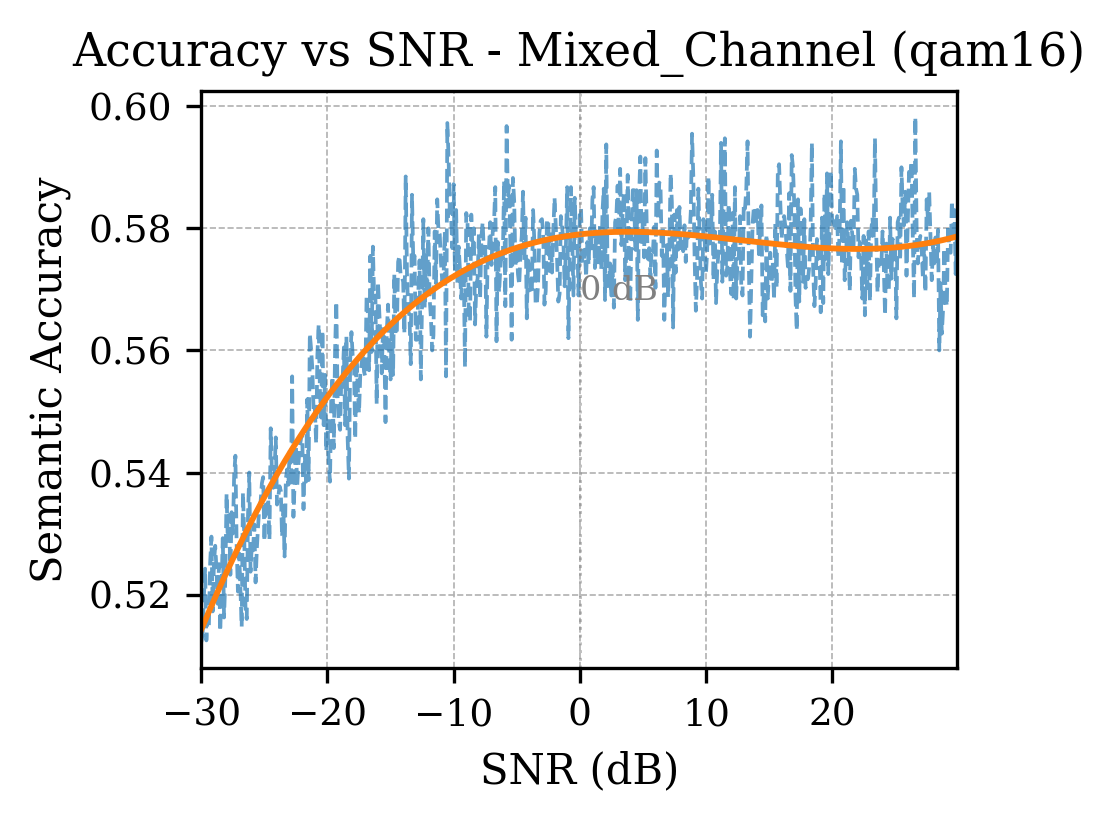 Accuracy vs SNR - Mixed_Channel (qam16)
Semantic Accuracy
0.60
0.58
0.56
0.54
0.52
0 dB
−30
−20
−10
0
10
20
SNR (dB)